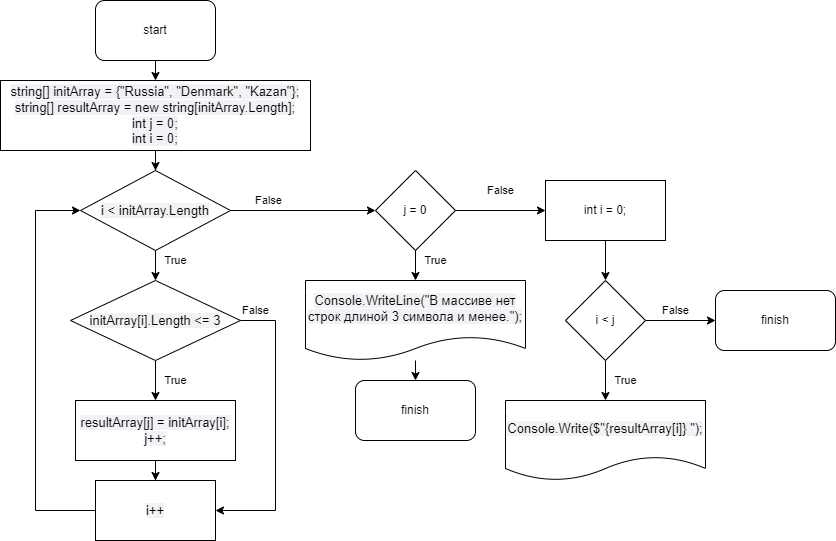 start
string[] initArray = {"Russia", "Denmark", "Kazan"};
string[] resultArray = new string[initArray.Length];
int j = 0;
int i = 0;
i < initArray.Length
False
j = 0
False
int i = 0;
True
True
initArray[i].Length <= 3
False
Console.WriteLine("В массиве нет
строк длиной 3 символа и менее.");
i < j
False
finish
True
True
resultArray[j] = initArray[i];
j++;
finish
Console.Write($"{resultArray[i]} ");
i++